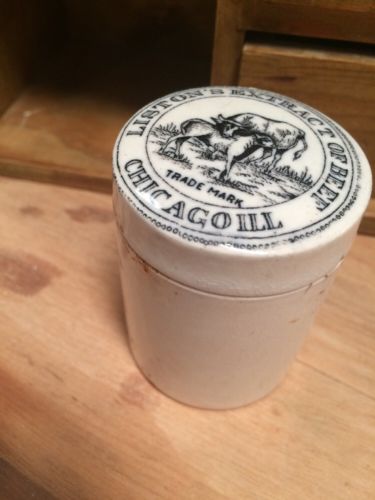 LISTON'S EXTRACT OF BEEF
TRADE MARK
CHICAGO ILL